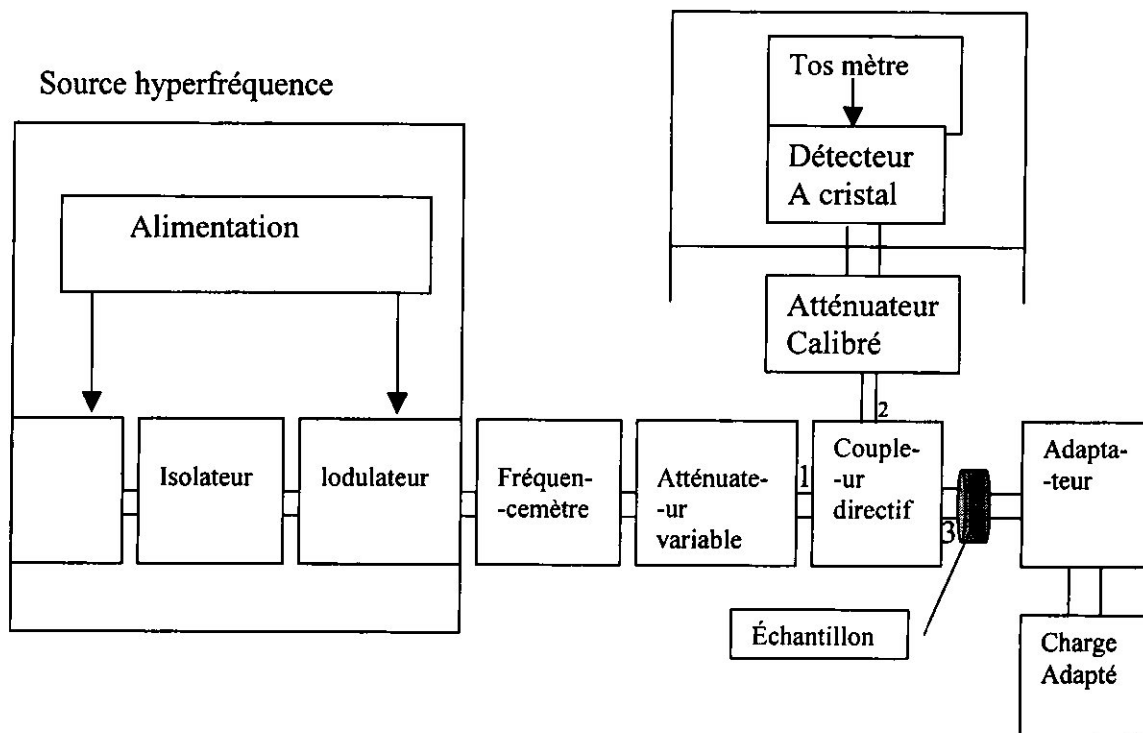 Source hyperfréquence
Tos mètre
Détecteur
A cristal
Alimentation
Atténuateur
Calibré
2
Isolateur
lodulateur
Fréquen-
-cemètre
Atténuate-
-ur
variable
1
Couple-
-ur
directif
3
Adapta-
-teur
Échantillon
Charge
Adapté